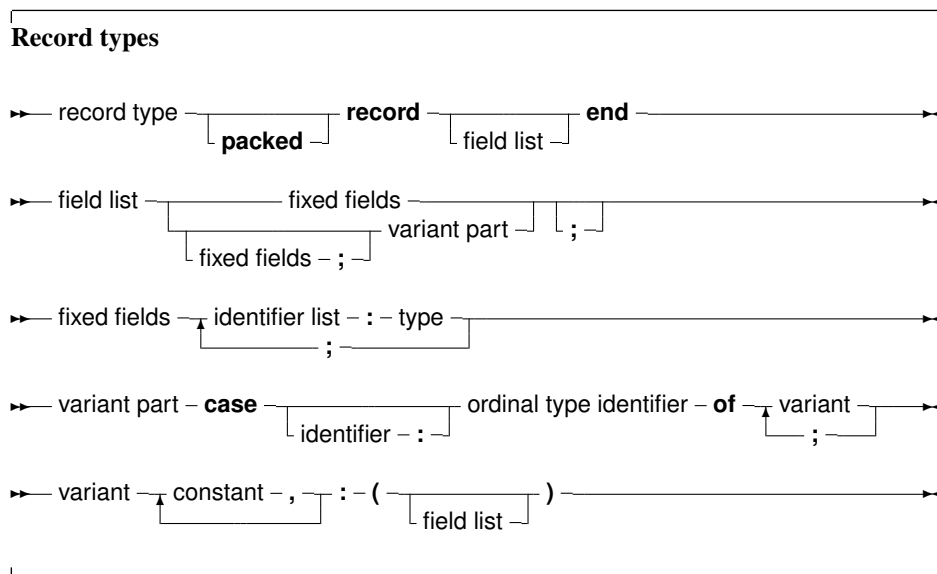 Record types
record type packed record field list end
field list fixed fields variant part ;
fixed fields ;
fixed fields identifier list : type
;
variant part case identifier : ordinal type identifier of variant
;
variant constant , : ( field list )